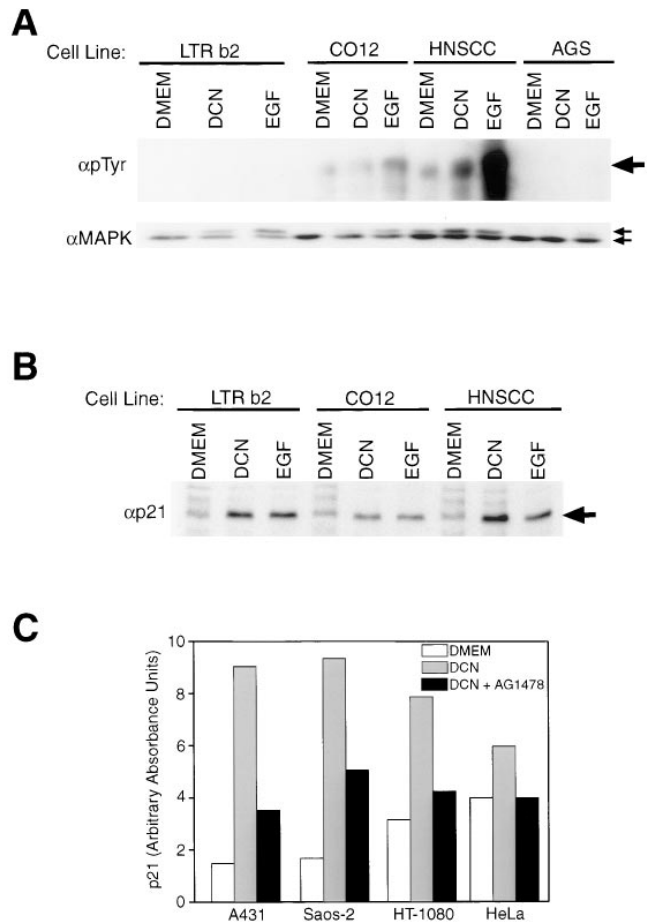 A
Cell Line: LTR b2 CO12 HNSCC AGS
DMEM DCN EGF DMEM DCN EGF DMEM DCN EGF DMEM DCN EGF
αpTyr
αMAPK
B
Cell Line: LTR b2 CO12 HNSCC
DMEM DCN EGF DMEM DCN EGF DMEM DCN EGF
αp21
C
p21 (Arbitrary Absorbance Units)
10
8
6
4
2
0
DMEM
DCN
DCN + AG1478
A431 Saos-2 HT-1080 HeLa